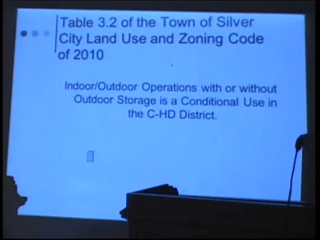 Table 3.2 of the Town of Silver
City Land Use and Zoning Code
of 2010
Indoor/Outdoor Operations with or without
Outdoor Storage is a Conditional Use in
the C-HD District.